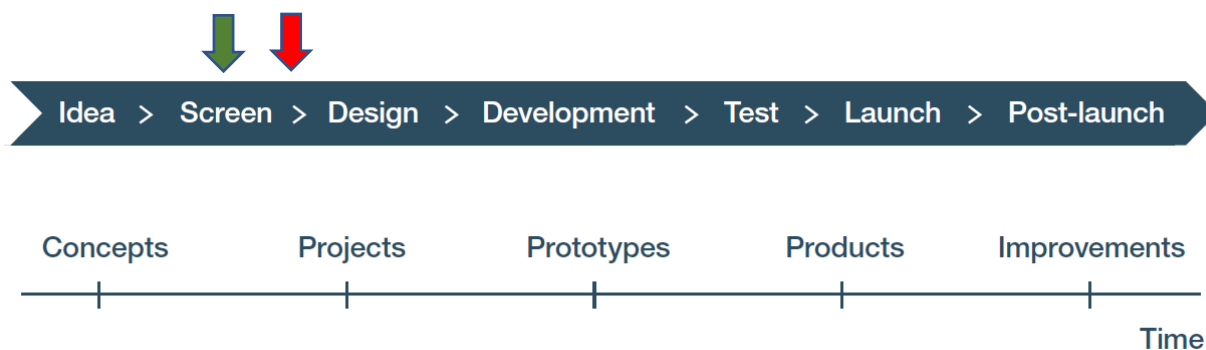 Idea > Screen > Design > Development > Test > Launch > Post-launch
Concepts Projects Prototypes Products Improvements
Time